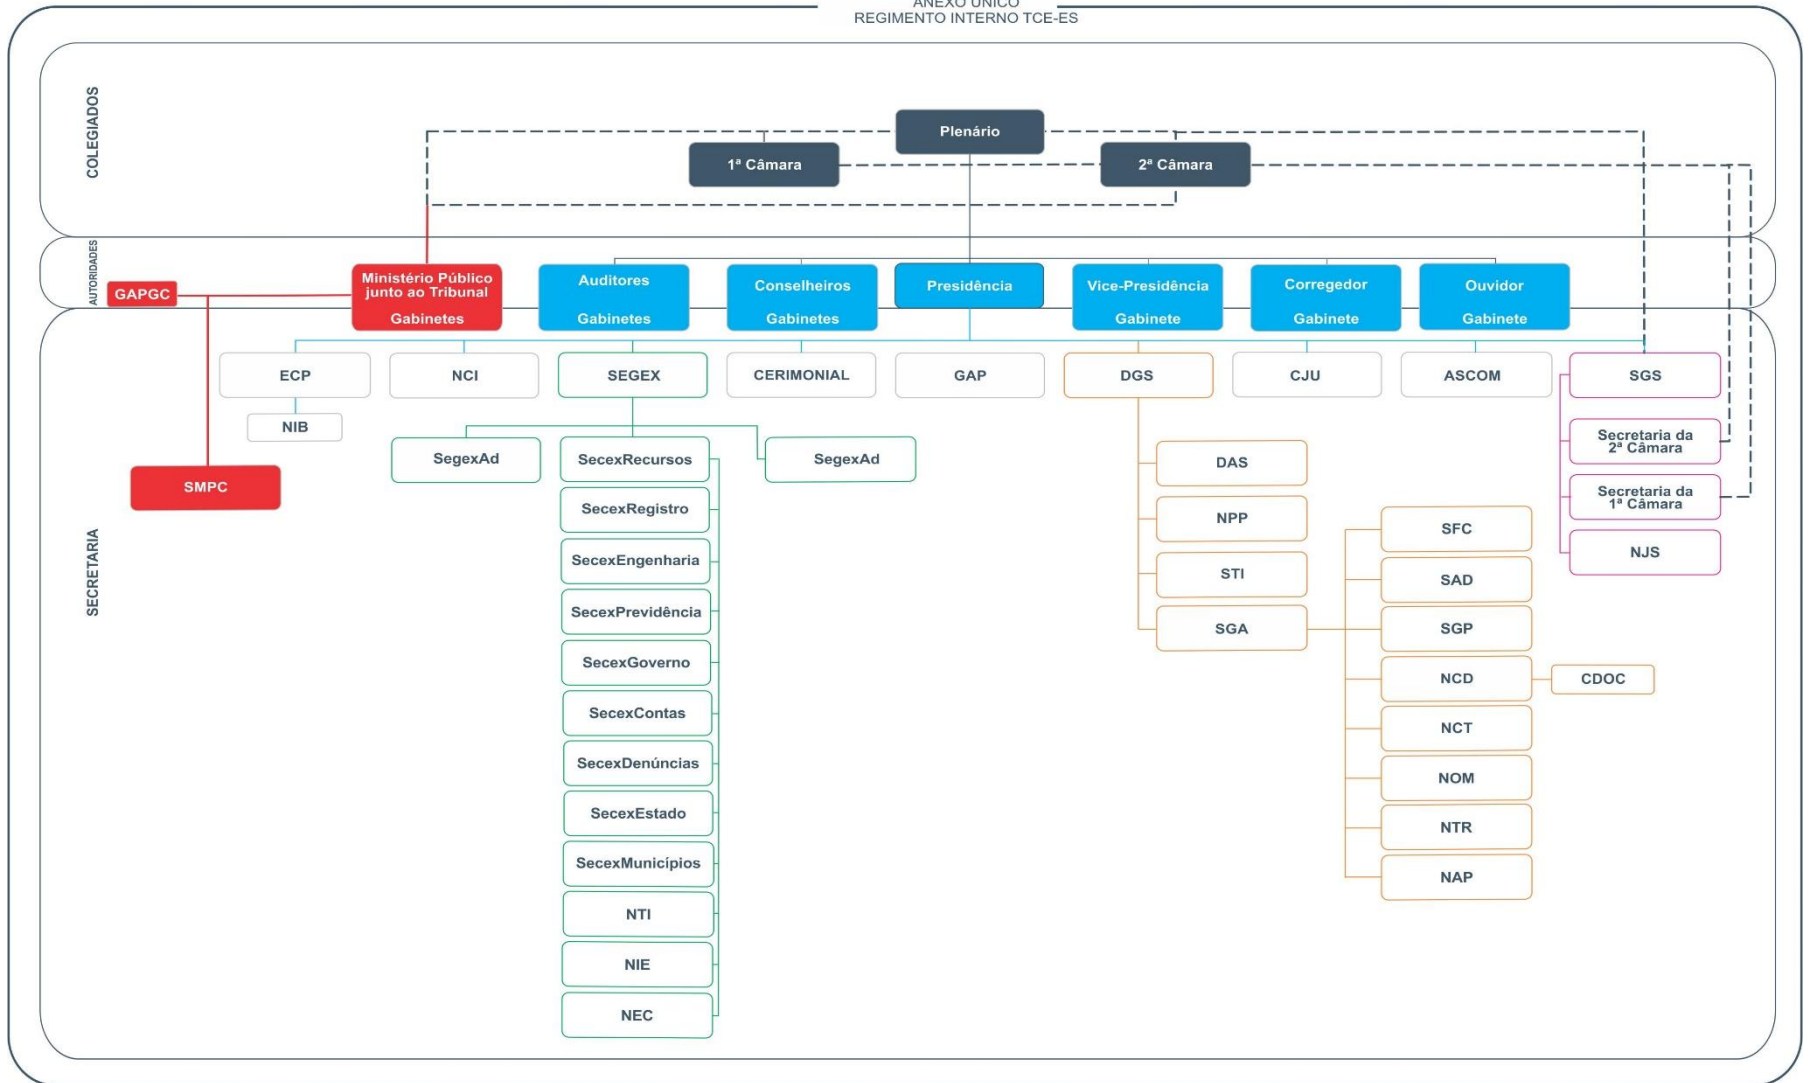 ANEXO ÚNICO
REGIMENTO INTERNO TCE-ES
COLEGIADOS
Plenário
1ª Câmara
2ª Câmara
AUTORIDADES
GAPGC
Ministério Público
junto ao Tribunal
Gabinetes
Auditores
Gabinetes
Conselheiros
Gabinetes
Presidência
Vice-Presidência
Gabinete
Corregedor
Gabinete
Ouvidor
Gabinete
SECRETARIA
ECP
NCI
SEGEX
CERIMONIAL
GAP
DGS
CJU
ASCOM
SGS
NIB
SMPC
SegexAd
SecexRecursos
SegexAd
SecexRegistro
SecexEngenharia
SecexPrevidência
SecexGoverno
SecexContas
SecexDenúncias
SecexEstado
SecexMunicípios
NTI
NIE
NEC
DAS
NPP
STI
SGA
SFC
SAD
SGP
NCD
CDOC
NCT
NOM
NTR
NAP
Secretaria da
2ª Câmara
Secretaria da
1ª Câmara
NJS